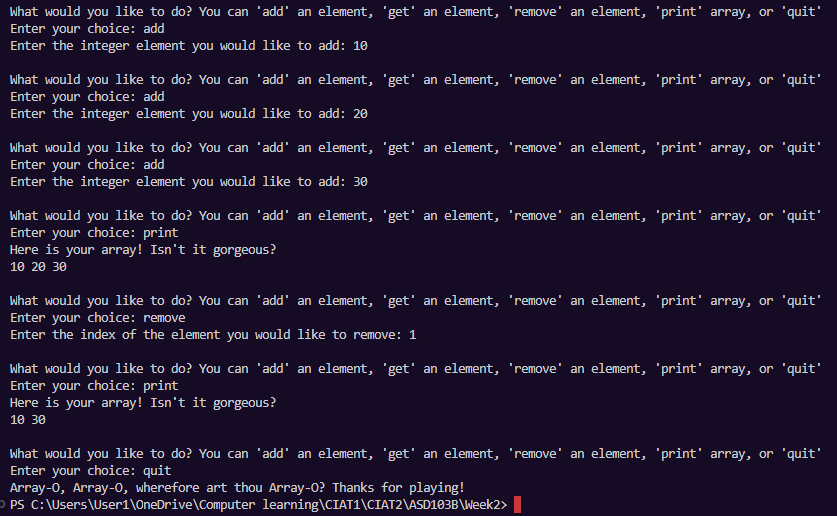 What would you like to do? You can 'add' an element, 'get' an element, 'remove' an element, 'print' array, or 'quit'
Enter your choice: add
Enter the integer element you would like to add: 10
What would you like to do? You can 'add' an element, 'get' an element, 'remove' an element, 'print' array, or 'quit'
Enter your choice: add
Enter the integer element you would like to add: 20
What would you like to do? You can 'add' an element, 'get' an element, 'remove' an element, 'print' array, or 'quit'
Enter your choice: add
Enter the integer element you would like to add: 30
What would you like to do? You can 'add' an element, 'get' an element, 'remove' an element, 'print' array, or 'quit'
Enter your choice: print
Here is your array! Isn't it gorgeous?
10 20 30
What would you like to do? You can 'add' an element, 'get' an element, 'remove' an element, 'print' array, or 'quit'
Enter your choice: remove
Enter the index of the element you would like to remove: 1
What would you like to do? You can 'add' an element, 'get' an element, 'remove' an element, 'print' array, or 'quit'
Enter your choice: print
Here is your array! Isn't it gorgeous?
10 30
What would you like to do? You can 'add' an element, 'get' an element, 'remove' an element, 'print' array, or 'quit'
Enter your choice: quit
Array-O, Array-O, wherefore art thou Array-O? Thanks for playing!
PS C:\Users\User1\OneDrive\Computer learning\CIAT1\CIAT2\ASD103B\Week2>